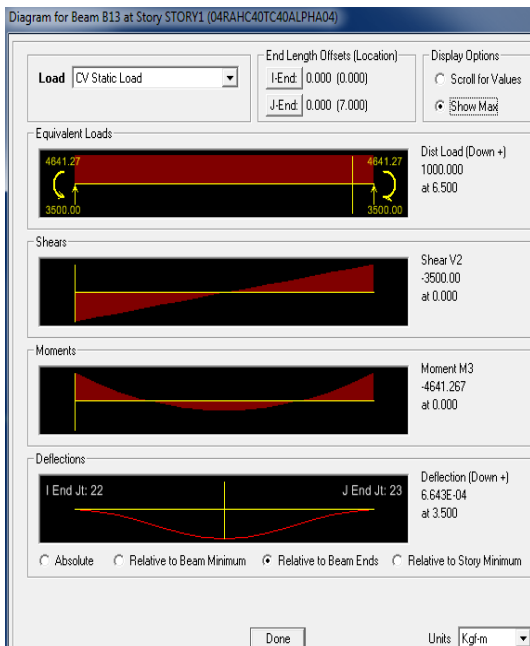 Diagram for Beam B13 at Story STORY1 (04RAHC40TC40ALPHA04)
Load CV Static Load
End Length Offsets (Location)
I-End: 0.000 (0.000)
J-End: 0.000 (7.000)
Display Options
Scroll for Values
Show Max
Equivalent Loads
4641.27 4641.27
3500.00 3500.00
Dist Load (Down +)
1000.000
at 6.500
Shears
Shear V2
-3500.00
at 0.000
Moments
Moment M3
-4641.267
at 0.000
Deflections
I End Jt: 22 J End Jt: 23
Deflection (Down +)
6.643E-04
at 3.500
Absolute Relative to Beam Minimum Relative to Beam Ends Relative to Story Minimum
Done Units Kgf-m